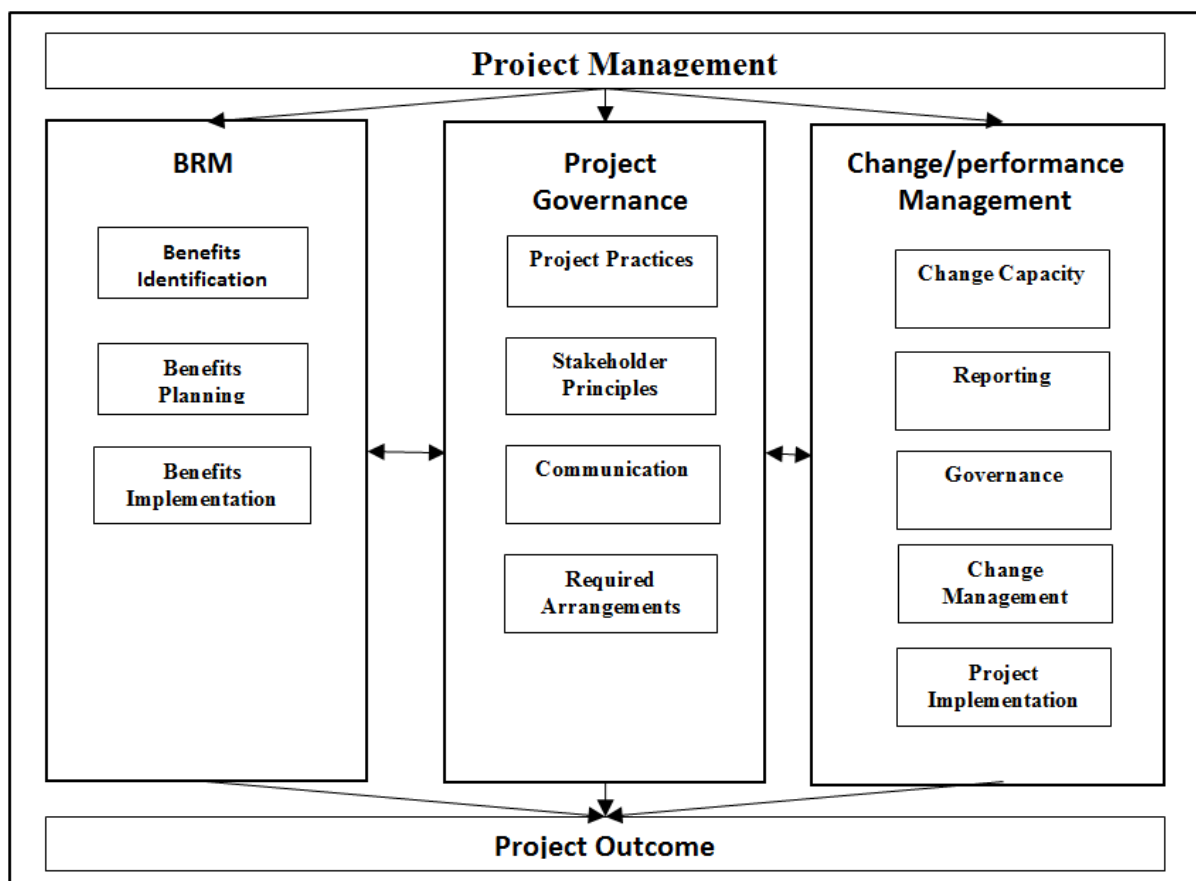 Project Management
BRM
Benefits
Identification
Benefits
Planning
Benefits
Implementation
Project
Governance
Project Practices
Stakeholder
Principles
Communication
Required
Arrangements
Change/performance
Management
Change Capacity
Reporting
Governance
Change
Management
Project
Implementation
Project Outcome